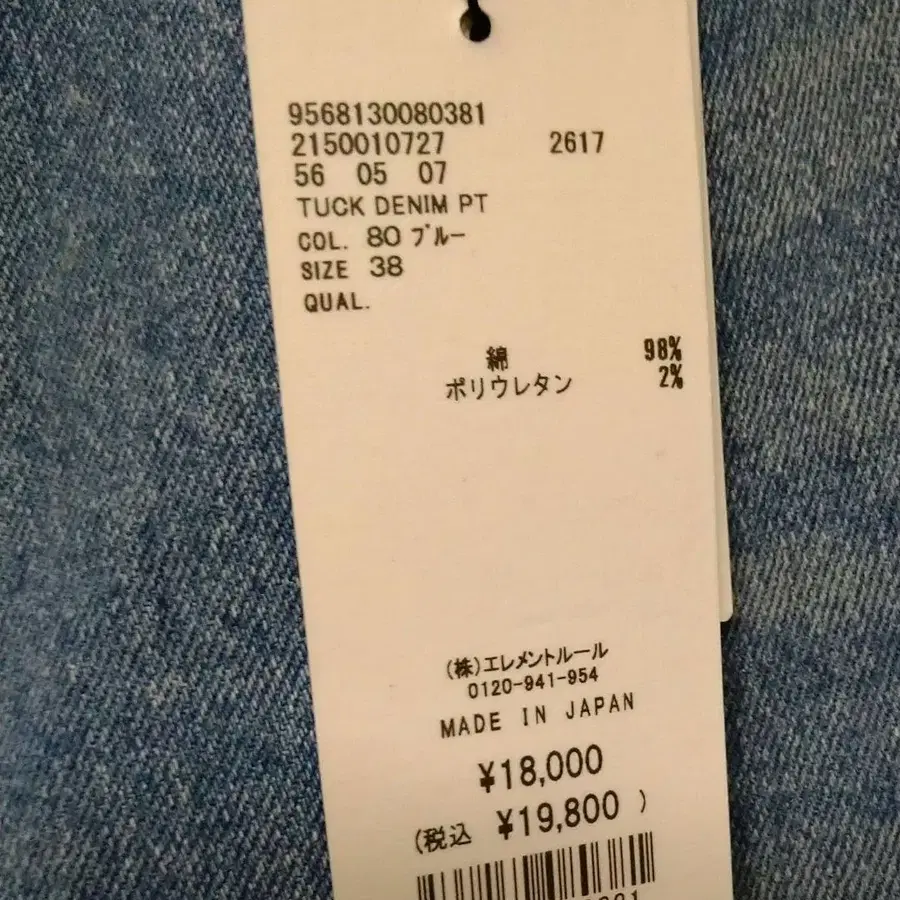 9568130080381
2150010727 2617
56 05 07
TUCK DENIM PT
COL. 80 ブルー
SIZE 38
QUAL.
綿 98%
ポリウレタン 2%
(株)エレメントルール
0120-941-954
MADE IN JAPAN
¥18,000
(税込 ¥19,800 )